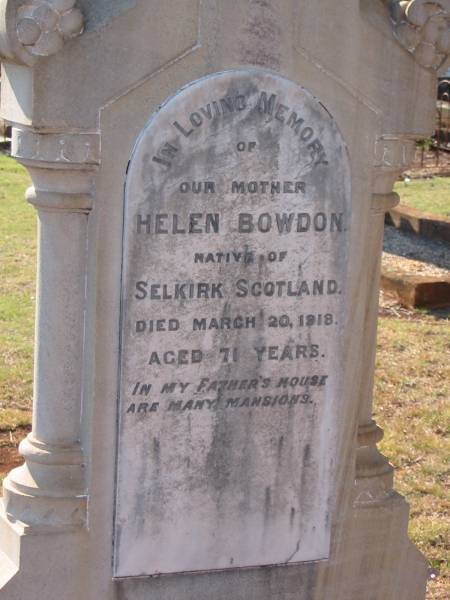 IN LOVING MEMORY
OF
OUR MOTHER
HELEN BOWDON.
NATIVE OF
SELKIRK SCOTLAND.
DIED MARCH 20, 1918.
AGED 71 YEARS.
IN MY FATHER'S HOUSE
ARE MANY MANSIONS.